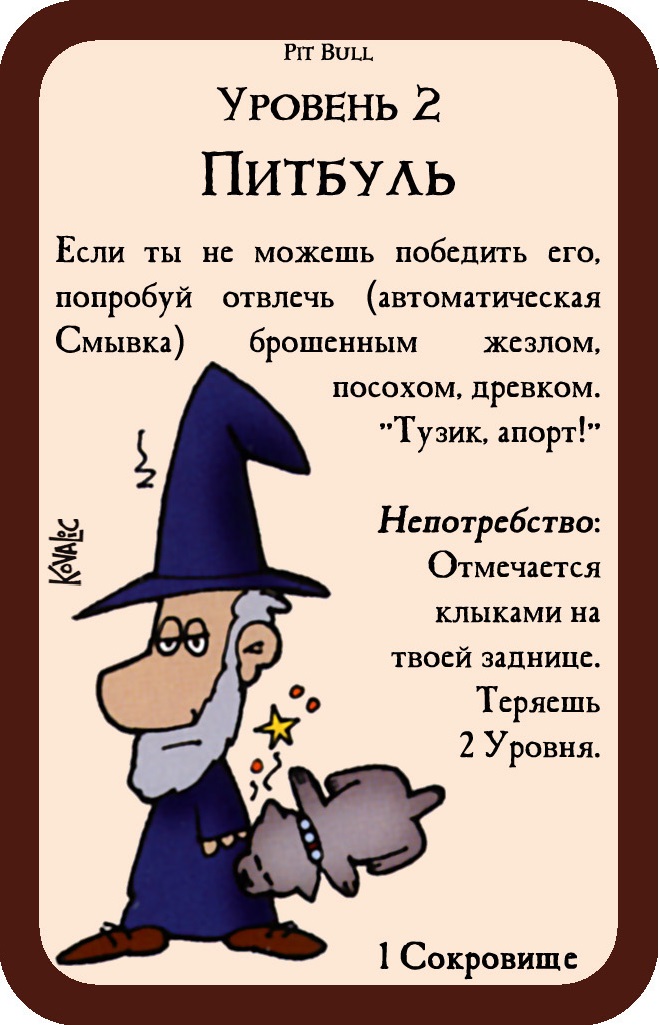 Pit Bull
Уровень 2
Питбуль
Если ты не можешь победить его,
попробуй отвлечь (автоматическая
Смывка) брошенным жезлом,
посохом, древком.
"Тузик, апорт!"
Непотребство:
Отмечается
клыками на
твоей заднице.
Теряешь
2 Уровня.
Kovalic
1 Сокровище